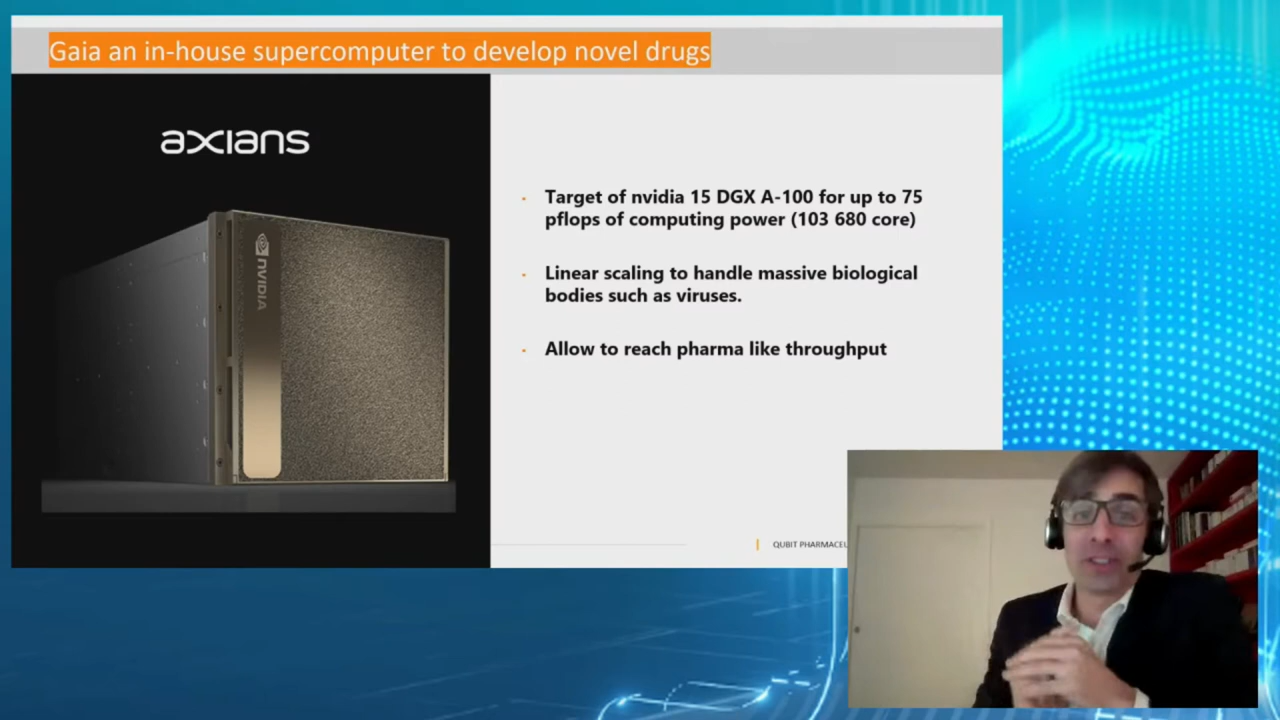 Gaia an in-house supercomputer to develop novel drugs
axians
nvidia
Target of nvidia 15 DGX A-100 for up to 75
pflops of computing power (103 680 core)
Linear scaling to handle massive biological
bodies such as viruses.
Allow to reach pharma like throughput
QUBIT PHARMACEU